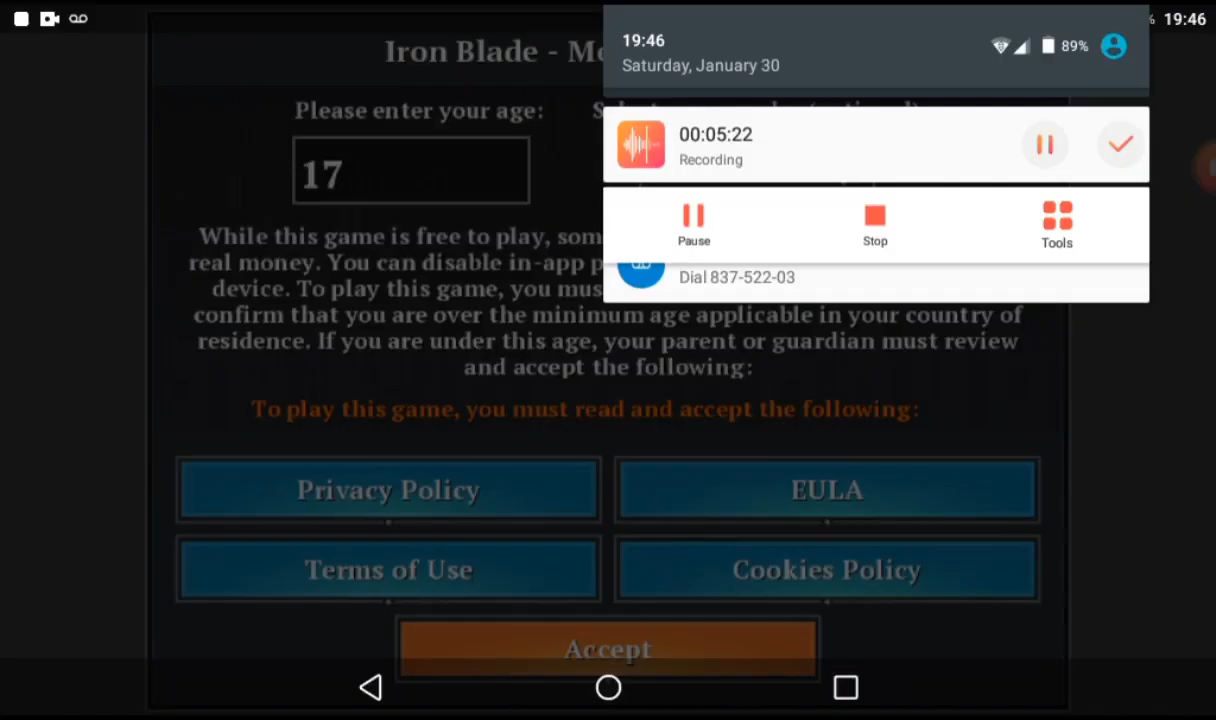 19:46
19:46
Saturday, January 30
89%
00:05:22
Recording
Pause
Stop
Tools
Dial 837-522-03
Iron Blade -
Please enter your age:
17
While this game is free to play,
real money. You can disable in-app
device. To play this game, you
confirm that you are over the minimum age applicable in your country of
residence. If you are under this age, your parent or guardian must review
and accept the following:
To play this game, you must read and accept the following:
Privacy Policy
EULA
Terms of Use
Cookies Policy
Accept